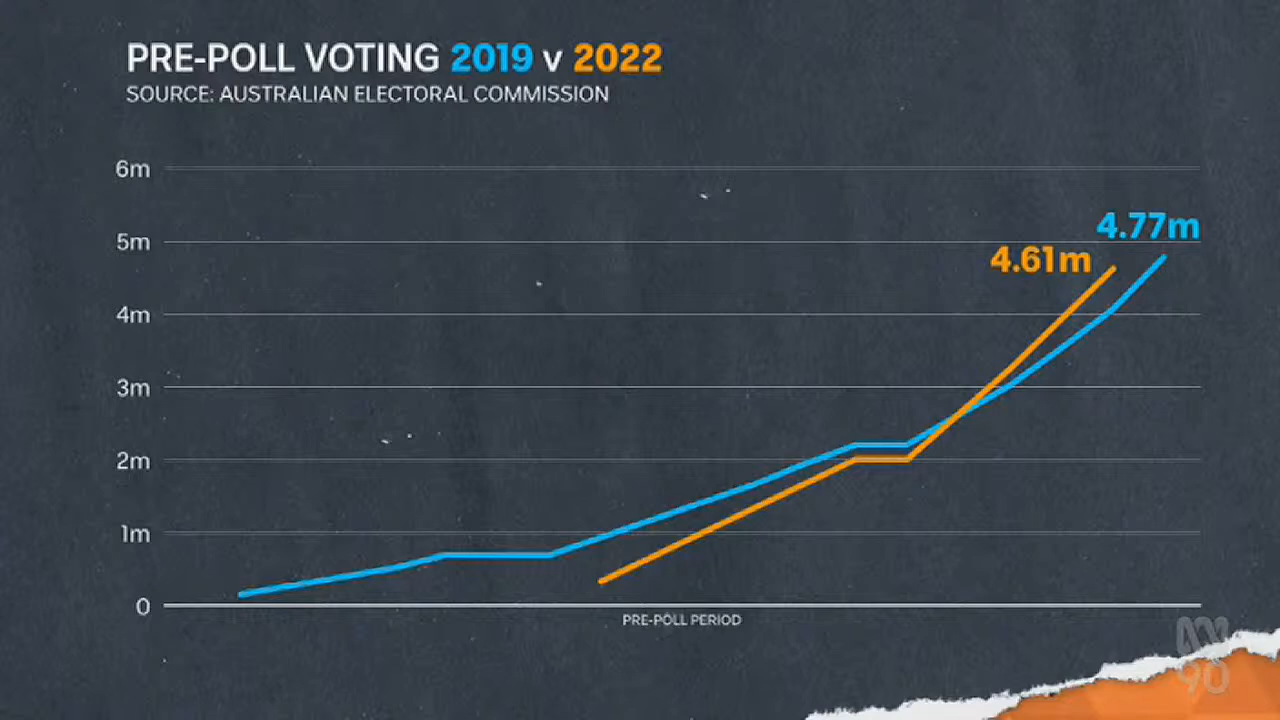 PRE-POLL VOTING 2019 v 2022
SOURCE: AUSTRALIAN ELECTORAL COMMISSION
6m
5m
4m
3m
2m
1m
0
4.77m
4.61m
PRE-POLL PERIOD
90